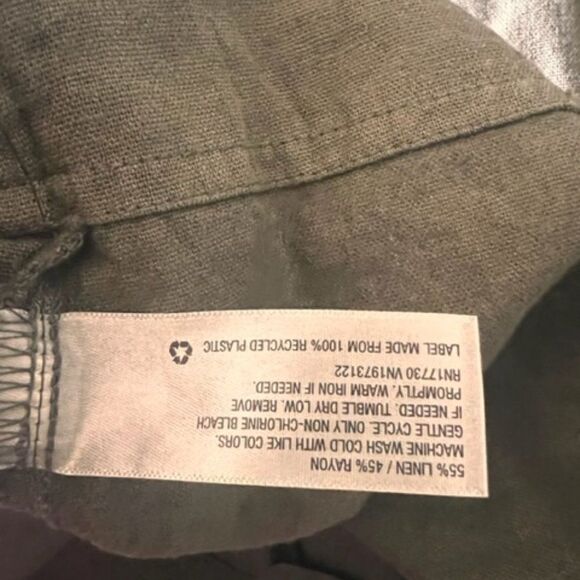 55% LINEN / 45% RAYON
MACHINE WASH COLD WITH LIKE COLORS.
GENTLE CYCLE. ONLY NON-CHLORINE BLEACH
IF NEEDED. TUMBLE DRY LOW. REMOVE
PROMPTLY. WARM IRON IF NEEDED.
RN17730 VN1973122
LABEL MADE FROM 100% RECYCLED PLASTIC